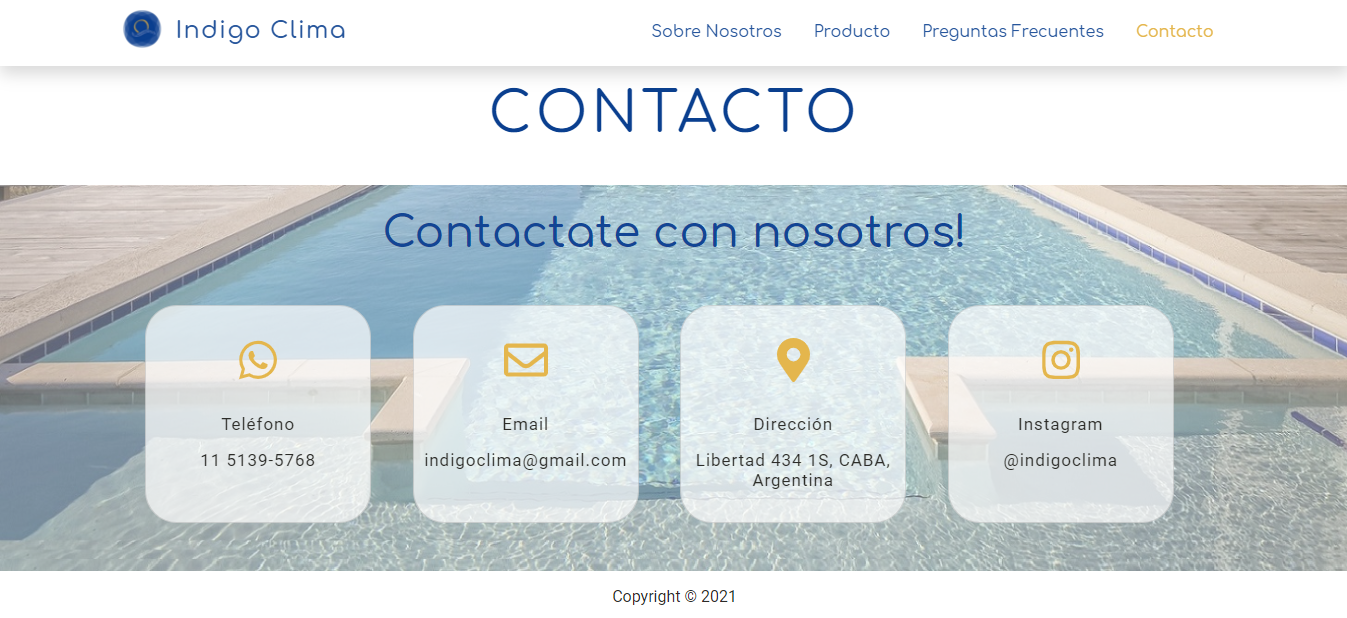 Indigo Clima
Sobre Nosotros Producto Preguntas Frecuentes Contacto
CONTACTO
Contactate con nosotros!
Teléfono
11 5139-5768
Email
indigoclima@gmail.com
Dirección
Libertad 434 1S, CABA,
Argentina
Instagram
@indigoclima
Copyright © 2021